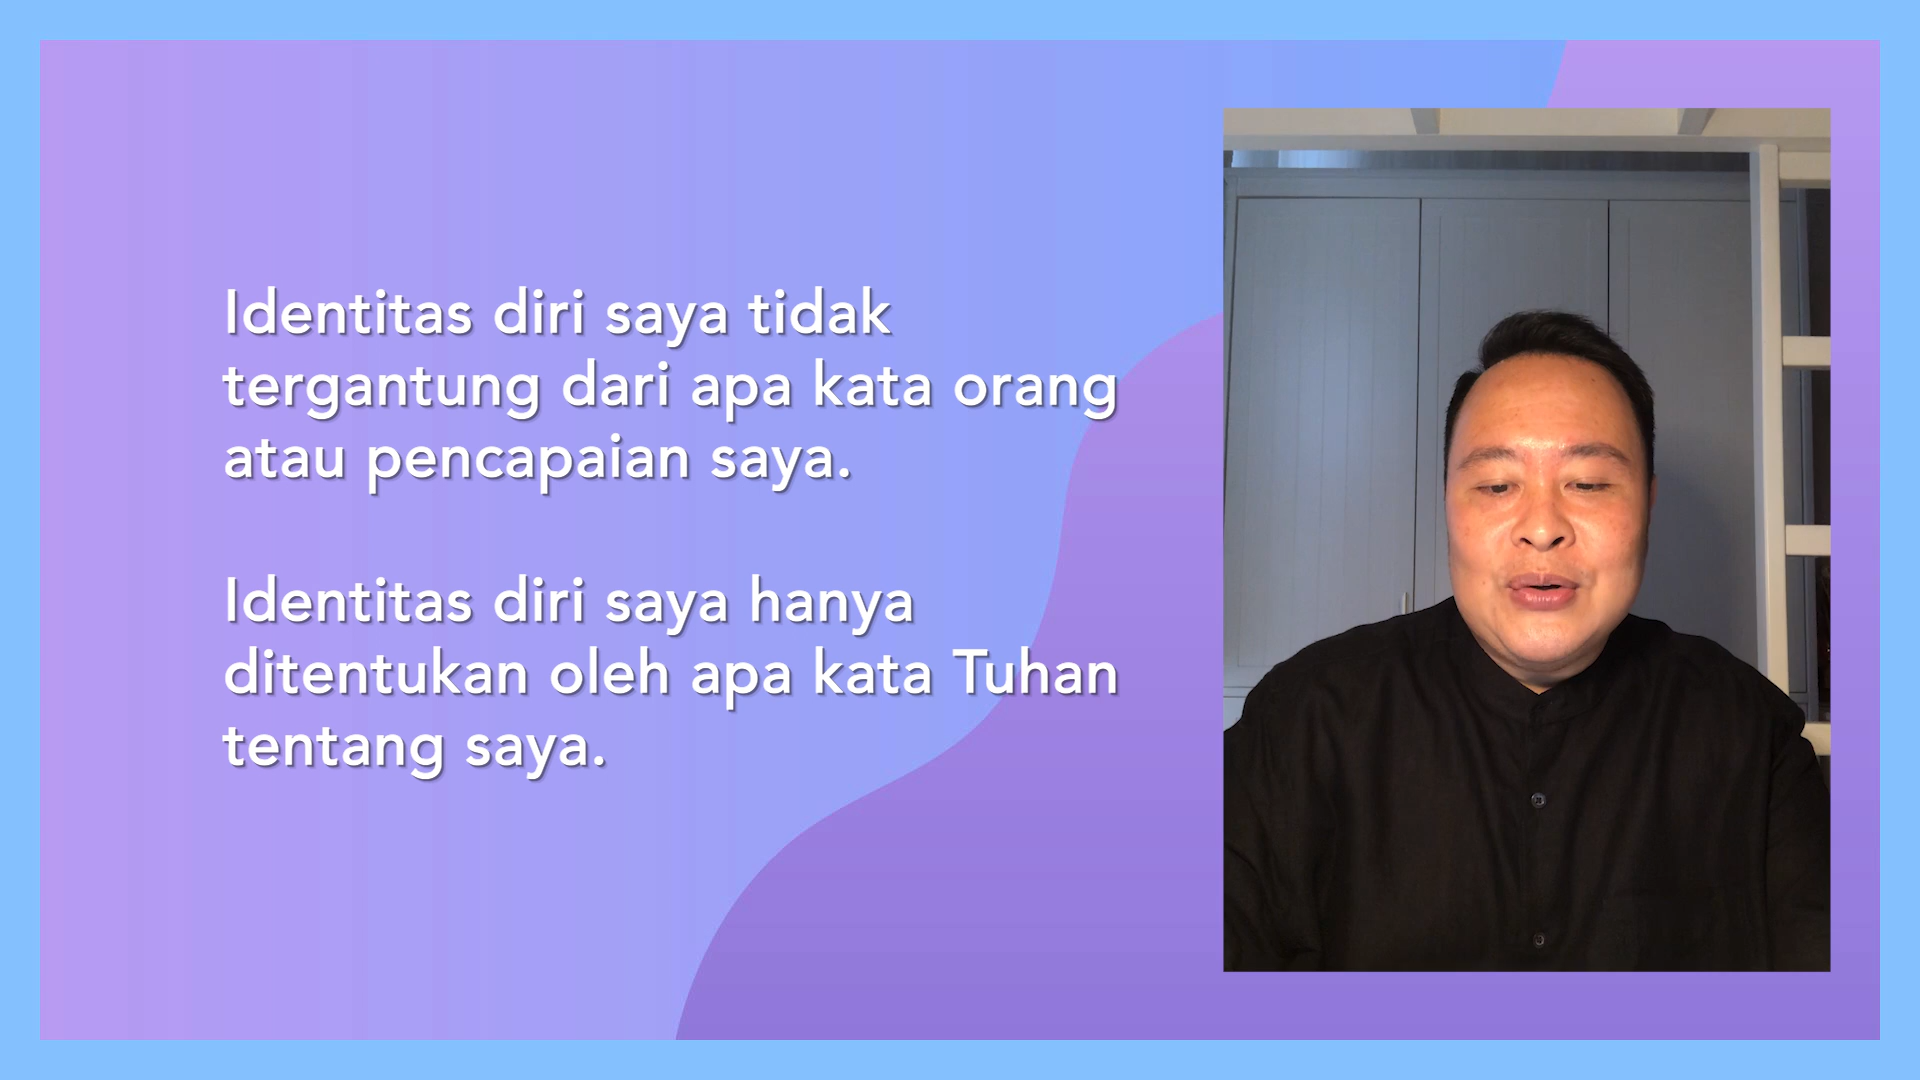 Identitas diri saya tidak
tergantung dari apa kata orang
atau pencapaian saya.
Identitas diri saya hanya
ditentukan oleh apa kata Tuhan
tentang saya.